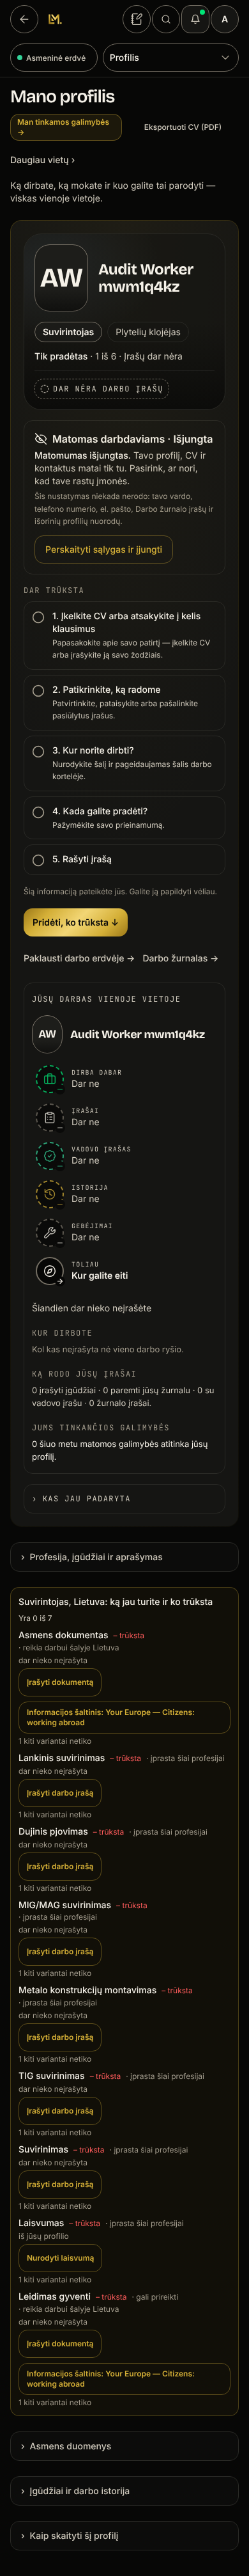 LM.
A
Asmeninė erdvė
Profilis
Mano profilis
Man tinkamos galimybės
→
Eksportuoti CV (PDF)
Daugiau vietų ›
Ką dirbate, ką mokate ir kuo galite tai parodyti —
viskas vienoje vietoje.
AW
Audit Worker
mwm1q4kz
Suvirintojas
Plytelių klojėjas
Tik pradėtas · 1 iš 6 · Įrašų dar nėra
DAR NĖRA DARBO ĮRAŠŲ
Matomas darbdaviams · Išjungta
Matomumas išjungtas. Tavo profilį, CV ir
kontaktus matai tik tu. Pasirink, ar nori,
kad tave rastų įmonės.
Šis nustatymas niekada nerodo: tavo vardo,
telefono numerio, el. pašto, Darbo žurnalo įrašų ir
išorinių profilių nuorodų.
Perskaityti sąlygas ir įjungti
DAR TRŪKSTA
1. Įkelkite CV arba atsakykite į kelis
klausimus
Papasakokite apie savo patirtį — įkelkite CV
arba įrašykite ją savo žodžiais.
2. Patikrinkite, ką radome
Patvirtinkite, pataisykite arba pašalinkite
pasiūlytus įrašus.
3. Kur norite dirbti?
Nurodykite šalį ir pageidaujamas šalis darbo
kortelėje.
4. Kada galite pradėti?
Pažymėkite savo prieinamumą.
5. Rašyti įrašą
Šią informaciją pateikėte jūs. Galite ją papildyti vėliau.
Pridėti, ko trūksta ↓
Paklausti darbo erdvėje →
Darbo žurnalas →
JŪSŲ DARBAS VIENOJE VIETOJE
AW
Audit Worker mwm1q4kz
DIRBA DABAR
Dar ne
ĮRAŠAI
Dar ne
VADOVO ĮRAŠAS
Dar ne
ISTORIJA
Dar ne
GEBĖJIMAI
Dar ne
TOLIAU
Kur galite eiti
Šiandien dar nieko neįrašėte
KUR DIRBOTE
Kol kas neįrašyta nė vieno darbo ryšio.
KĄ RODO JŪSŲ ĮRAŠAI
0 įrašyti įgūdžiai · 0 paremti jūsų žurnalu · 0 su
vadovo įrašu · 0 žurnalo įrašai.
JUMS TINKANČIOS GALIMYBĖS
0 šiuo metu matomos galimybės atitinka jūsų
profilį.
› KAS JAU PADARYTA
› Profesija, įgūdžiai ir aprašymas
Suvirintojas, Lietuva: ką jau turite ir ko trūksta
Yra 0 iš 7
Asmens dokumentas – trūksta
· reikia darbui šalyje Lietuva
dar nieko neįrašyta
Įrašyti dokumentą
Informacijos šaltinis: Your Europe — Citizens:
working abroad
1 kiti variantai netiko
Lankinis suvirinimas – trūksta · įprasta šiai profesijai
dar nieko neįrašyta
Įrašyti darbo įrašą
1 kiti variantai netiko
Dujinis pjovimas – trūksta · įprasta šiai profesijai
dar nieko neįrašyta
Įrašyti darbo įrašą
1 kiti variantai netiko
MIG/MAG suvirinimas – trūksta
· įprasta šiai profesijai
dar nieko neįrašyta
Įrašyti darbo įrašą
1 kiti variantai netiko
Metalo konstrukcijų montavimas – trūksta
· įprasta šiai profesijai
dar nieko neįrašyta
Įrašyti darbo įrašą
1 kiti variantai netiko
TIG suvirinimas – trūksta · įprasta šiai profesijai
dar nieko neįrašyta
Įrašyti darbo įrašą
1 kiti variantai netiko
Suvirinimas – trūksta · įprasta šiai profesijai
dar nieko neįrašyta
Įrašyti darbo įrašą
1 kiti variantai netiko
Laisvumas – trūksta · įprasta šiai profesijai
iš jūsų profilio
Nurodyti laisvumą
1 kiti variantai netiko
Leidimas gyventi – trūksta · gali prireikti
· reikia darbui šalyje Lietuva
dar nieko neįrašyta
Įrašyti dokumentą
Informacijos šaltinis: Your Europe — Citizens:
working abroad
1 kiti variantai netiko
› Asmens duomenys
› Įgūdžiai ir darbo istorija
› Kaip skaityti šį profilį